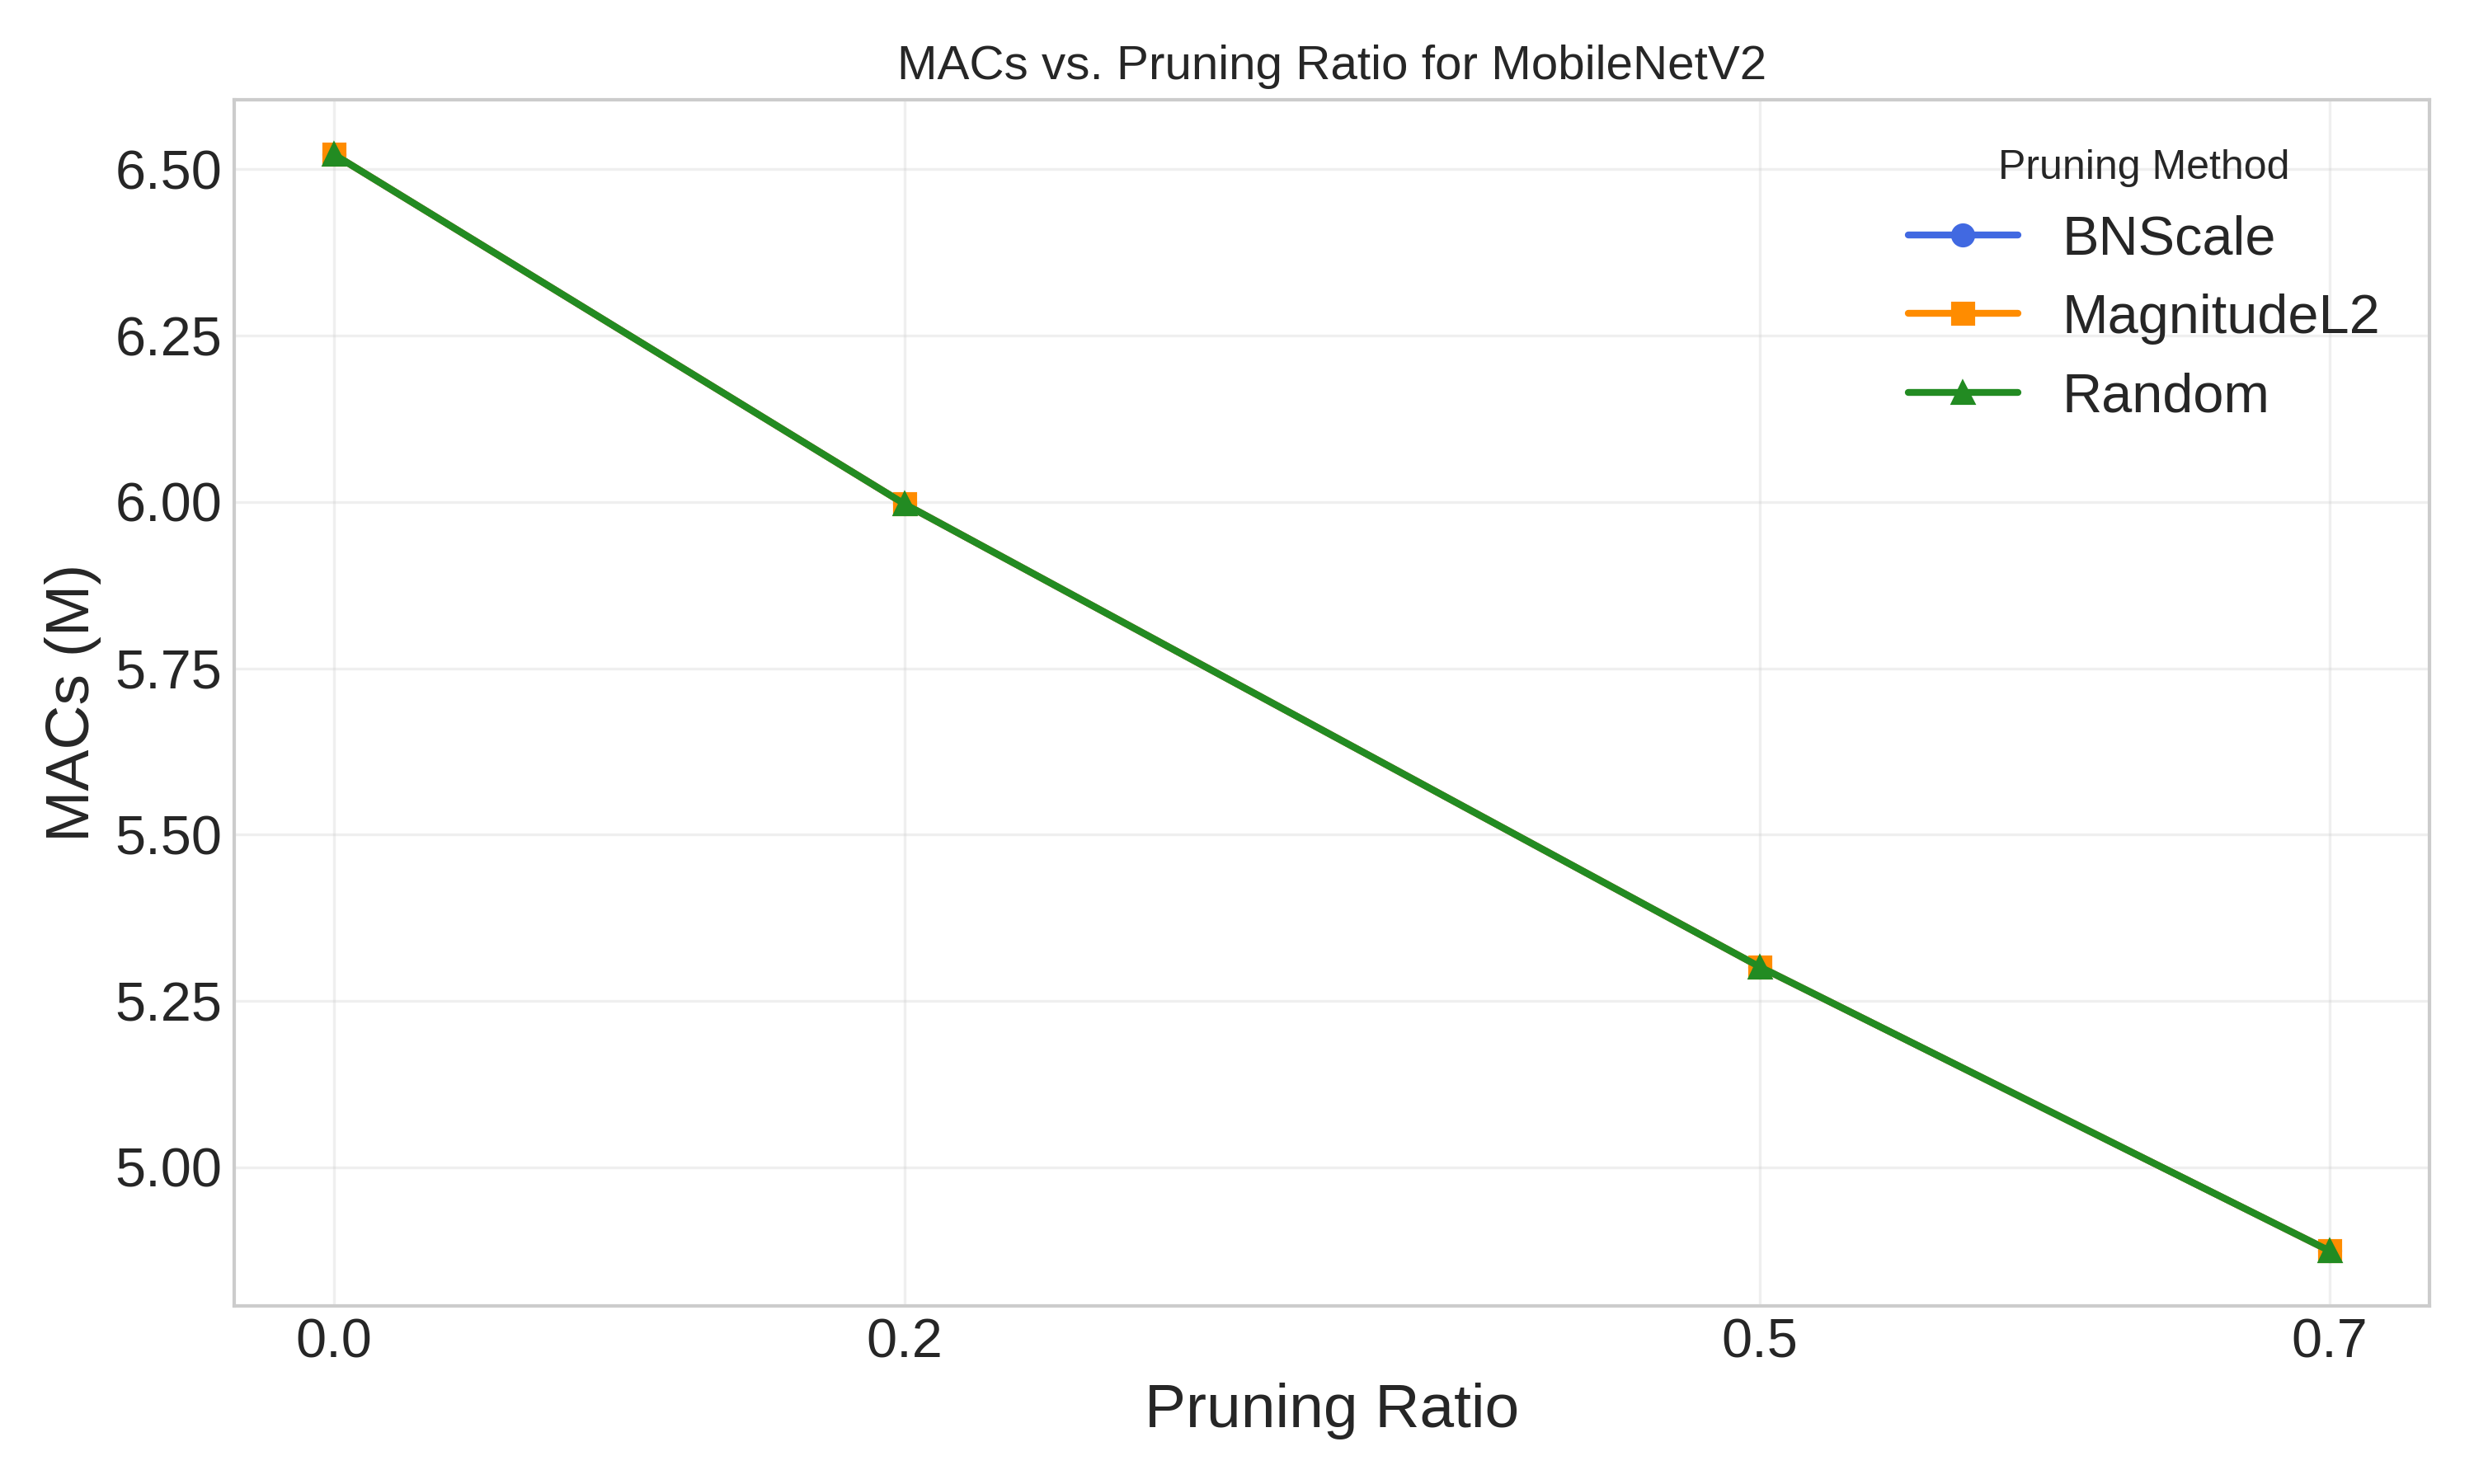 MACs vs. Pruning Ratio for MobileNetV2
Pruning Method
BNScale
MagnitudeL2
Random
MACs (M)
6.50
6.25
6.00
5.75
5.50
5.25
5.00
0.0 0.2 0.5 0.7
Pruning Ratio